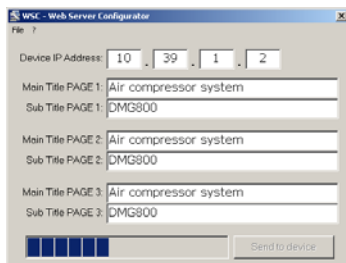 WSC - Web Server Configurator
File ?
Device IP Address: 10 . 39 . 1 . 2
Main Title PAGE 1: Air compressor system
Sub Title PAGE 1: DMG800
Main Title PAGE 2: Air compressor system
Sub Title PAGE 2: DMG800
Main Title PAGE 3: Air compressor system
Sub Title PAGE 3: DMG800
Send to device